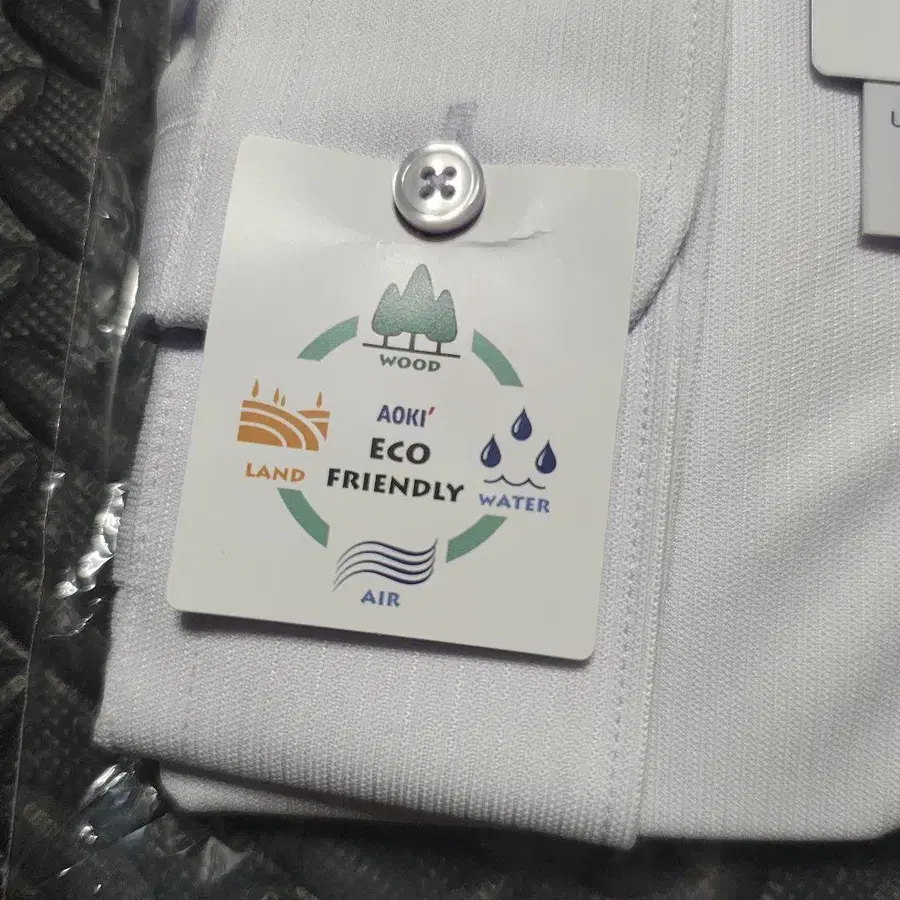 WOOD
AOKI'
ECO
FRIENDLY
LAND
WATER
AIR